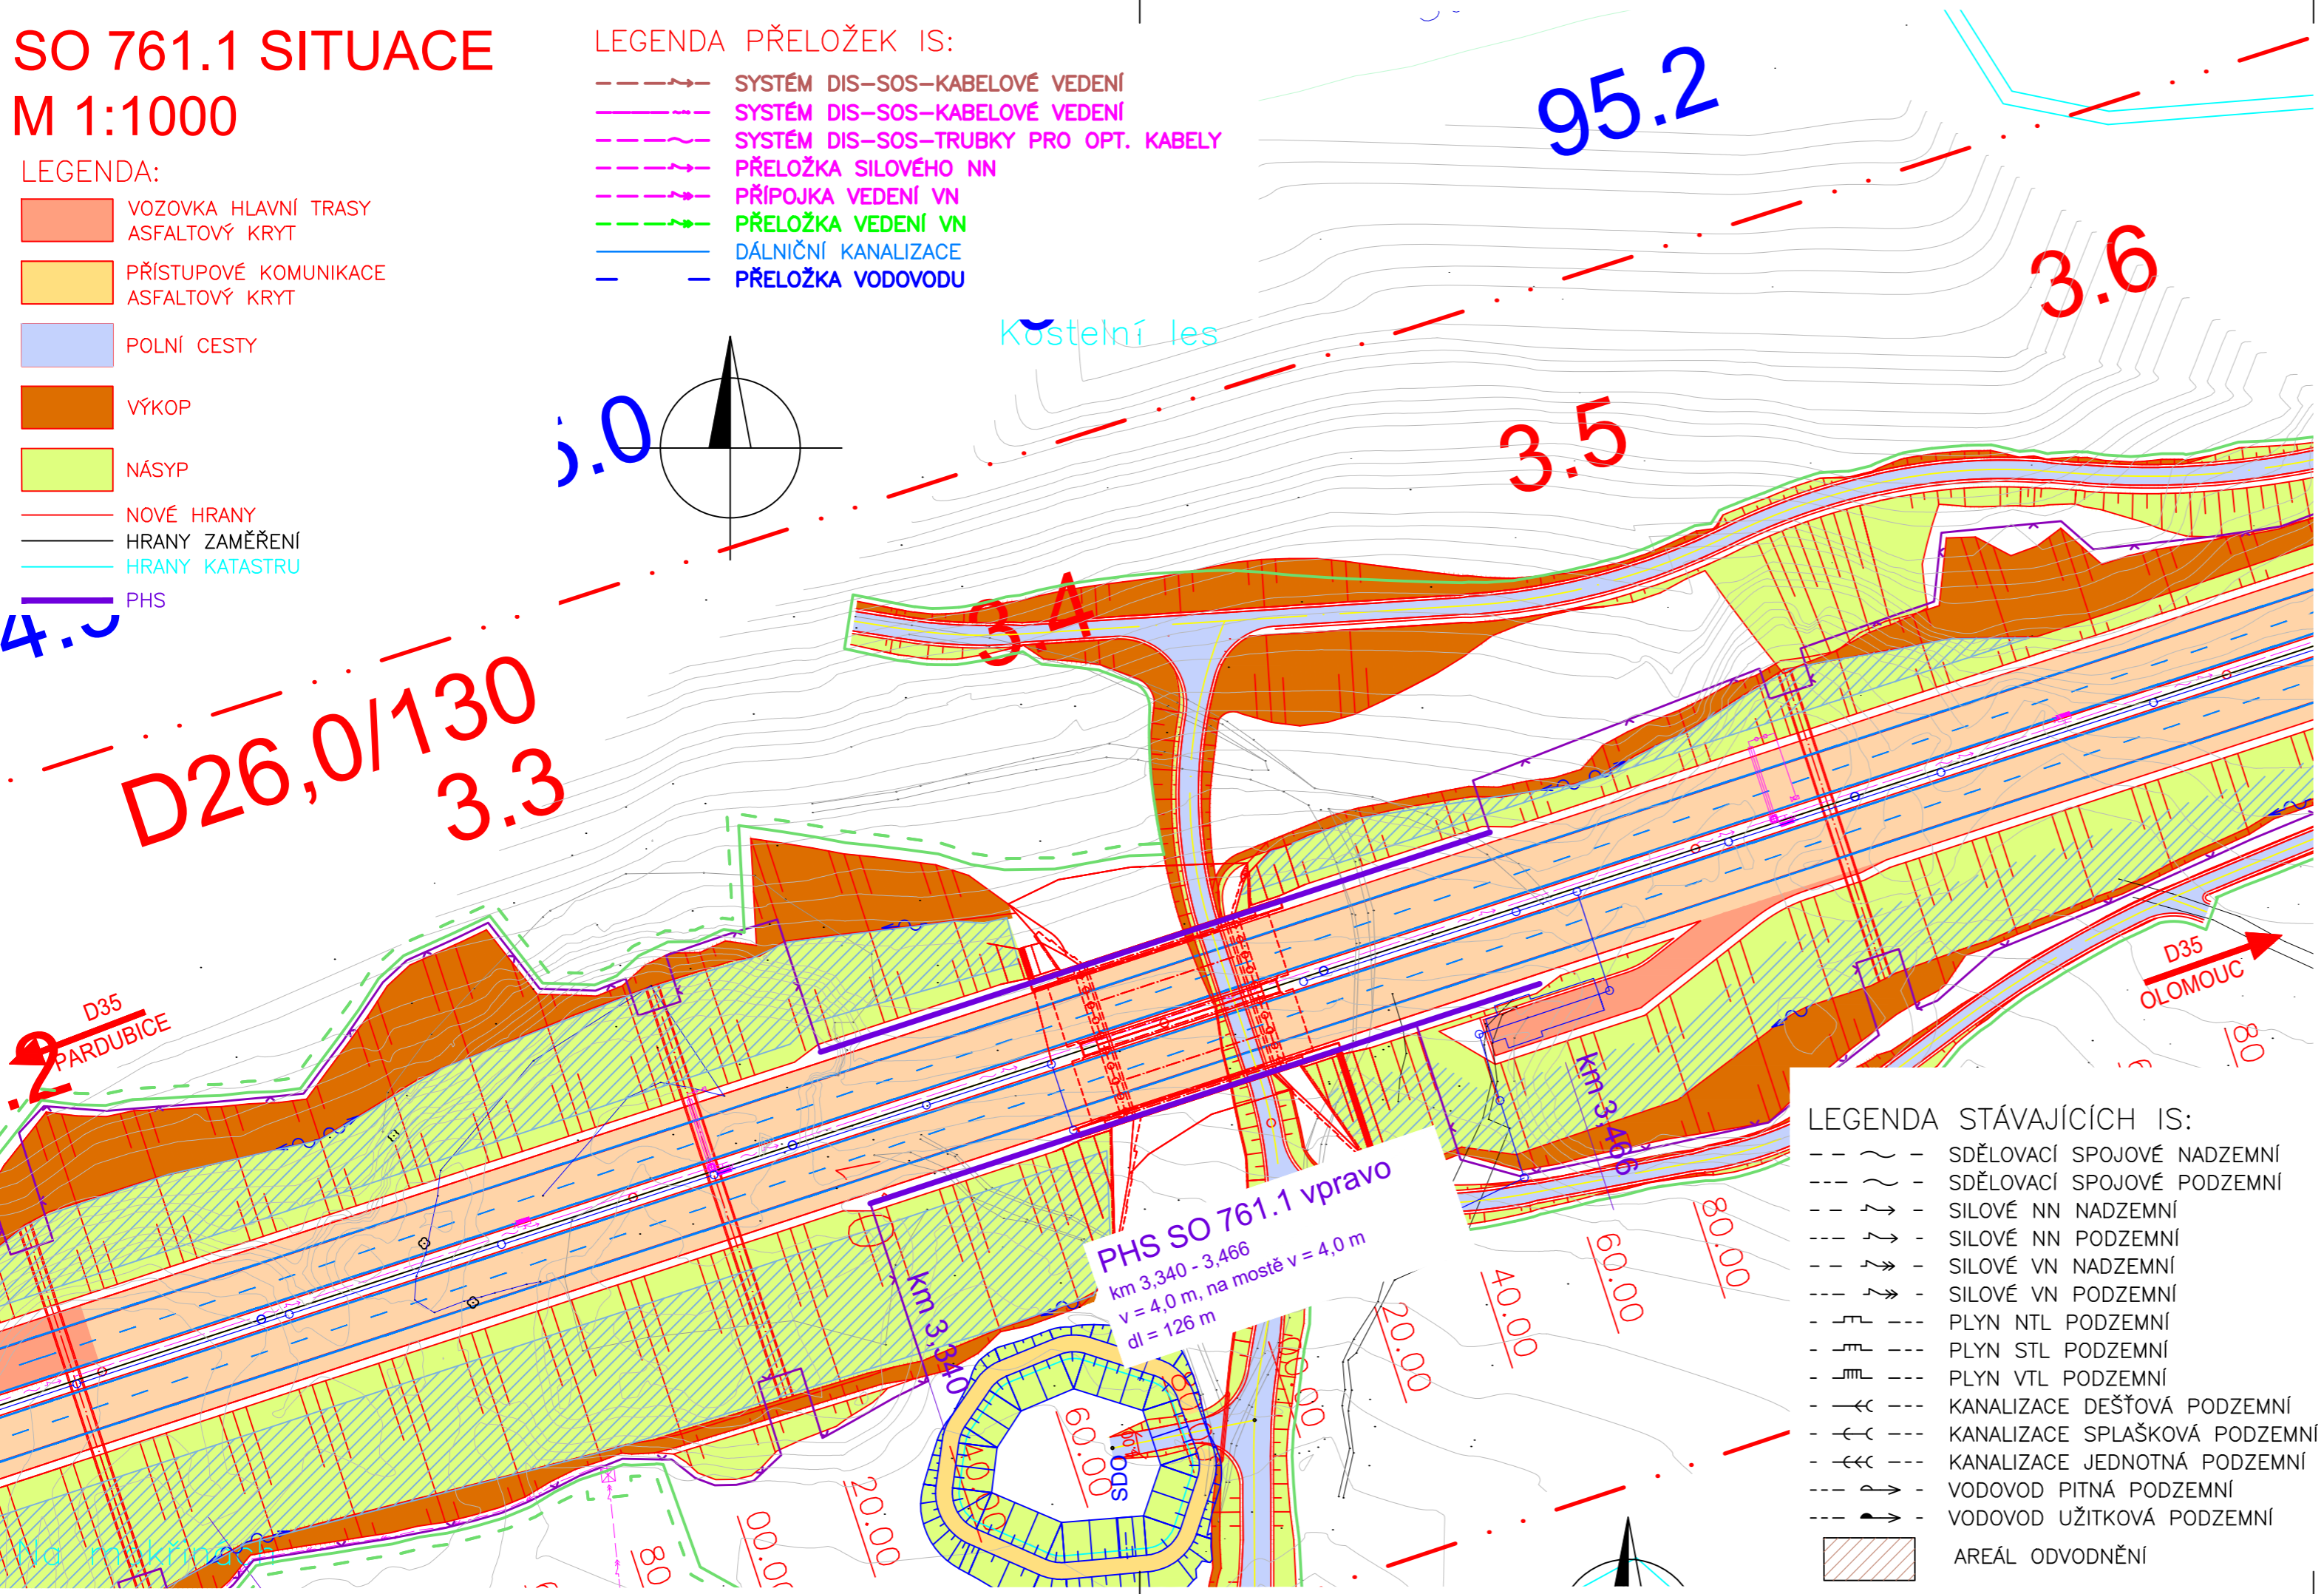 SO 761.1 SITUACE
M 1:1000
LEGENDA:
VOZOVKA HLAVNÍ TRASY
ASFALTOVÝ KRYT
PŘÍSTUPOVÉ KOMUNIKACE
ASFALTOVÝ KRYT
POLNÍ CESTY
VÝKOP
NÁSYP
NOVÉ HRANY
HRANY ZAMĚŘENÍ
HRANY KATASTRU
PHS
LEGENDA PŘELOŽEK IS:
SYSTÉM DIS-SOS-KABELOVÉ VEDENÍ
SYSTÉM DIS-SOS-KABELOVÉ VEDENÍ
SYSTÉM DIS-SOS-TRUBKY PRO OPT. KABELY
PŘELOŽKA SILOVÉHO NN
PŘÍPOJKA VEDENÍ VN
PŘELOŽKA VEDENÍ VN
DÁLNIČNÍ KANALIZACE
PŘELOŽKA VODOVODU
Kostelní les
95.2
3.6
3.5
3.4
D26,0/130
3.3
D35
PARDUBICE
D35
OLOMOUC
km 3,466
km 3,340
PHS SO 761.1 vpravo
km 3,340 - 3,466
v = 4,0 m, na mostě v = 4,0 m
dl = 126 m
80
80.00
60.00
40.00
20.00
60.00
40.00
20.00
80
SDO
LEGENDA STÁVAJÍCÍCH IS:
SDĚLOVACÍ SPOJOVÉ NADZEMNÍ
SDĚLOVACÍ SPOJOVÉ PODZEMNÍ
SILOVÉ NN NADZEMNÍ
SILOVÉ NN PODZEMNÍ
SILOVÉ VN NADZEMNÍ
SILOVÉ VN PODZEMNÍ
PLYN NTL PODZEMNÍ
PLYN STL PODZEMNÍ
PLYN VTL PODZEMNÍ
KANALIZACE DEŠŤOVÁ PODZEMNÍ
KANALIZACE SPLAŠKOVÁ PODZEMNÍ
KANALIZACE JEDNOTNÁ PODZEMNÍ
VODOVOD PITNÁ PODZEMNÍ
VODOVOD UŽITKOVÁ PODZEMNÍ
AREÁL ODVODNĚNÍ